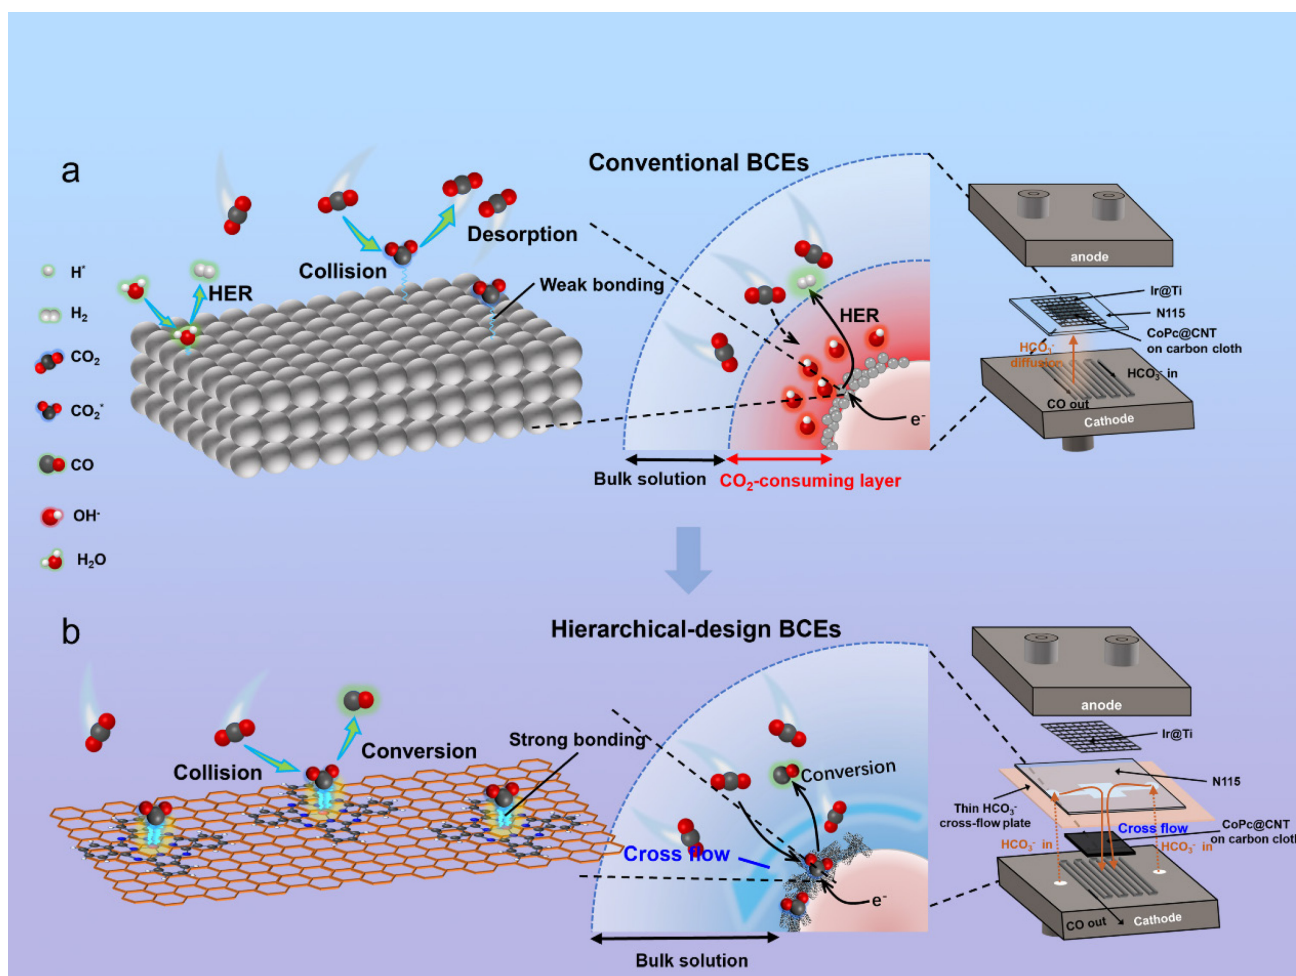 a
Conventional BCEs
H*
H₂
CO₂
CO₂*
CO
OH⁻
H₂O
HER
Collision
Desorption
Weak bonding
HER
e⁻
Bulk solution
CO₂-consuming layer
anode
Ir@Ti
N115
CoPc@CNT
on carbon cloth
HCO₃⁻
diffusion
HCO₃⁻ in
CO out
Cathode
b
Hierarchical-design BCEs
Collision
Conversion
Strong bonding
Conversion
Cross flow
e⁻
Bulk solution
anode
Ir@Ti
N115
Thin HCO₃⁻
cross-flow plate
Cross flow
CoPc@CNT
on carbon cloth
HCO₃⁻ in
HCO₃⁻ in
CO out
Cathode